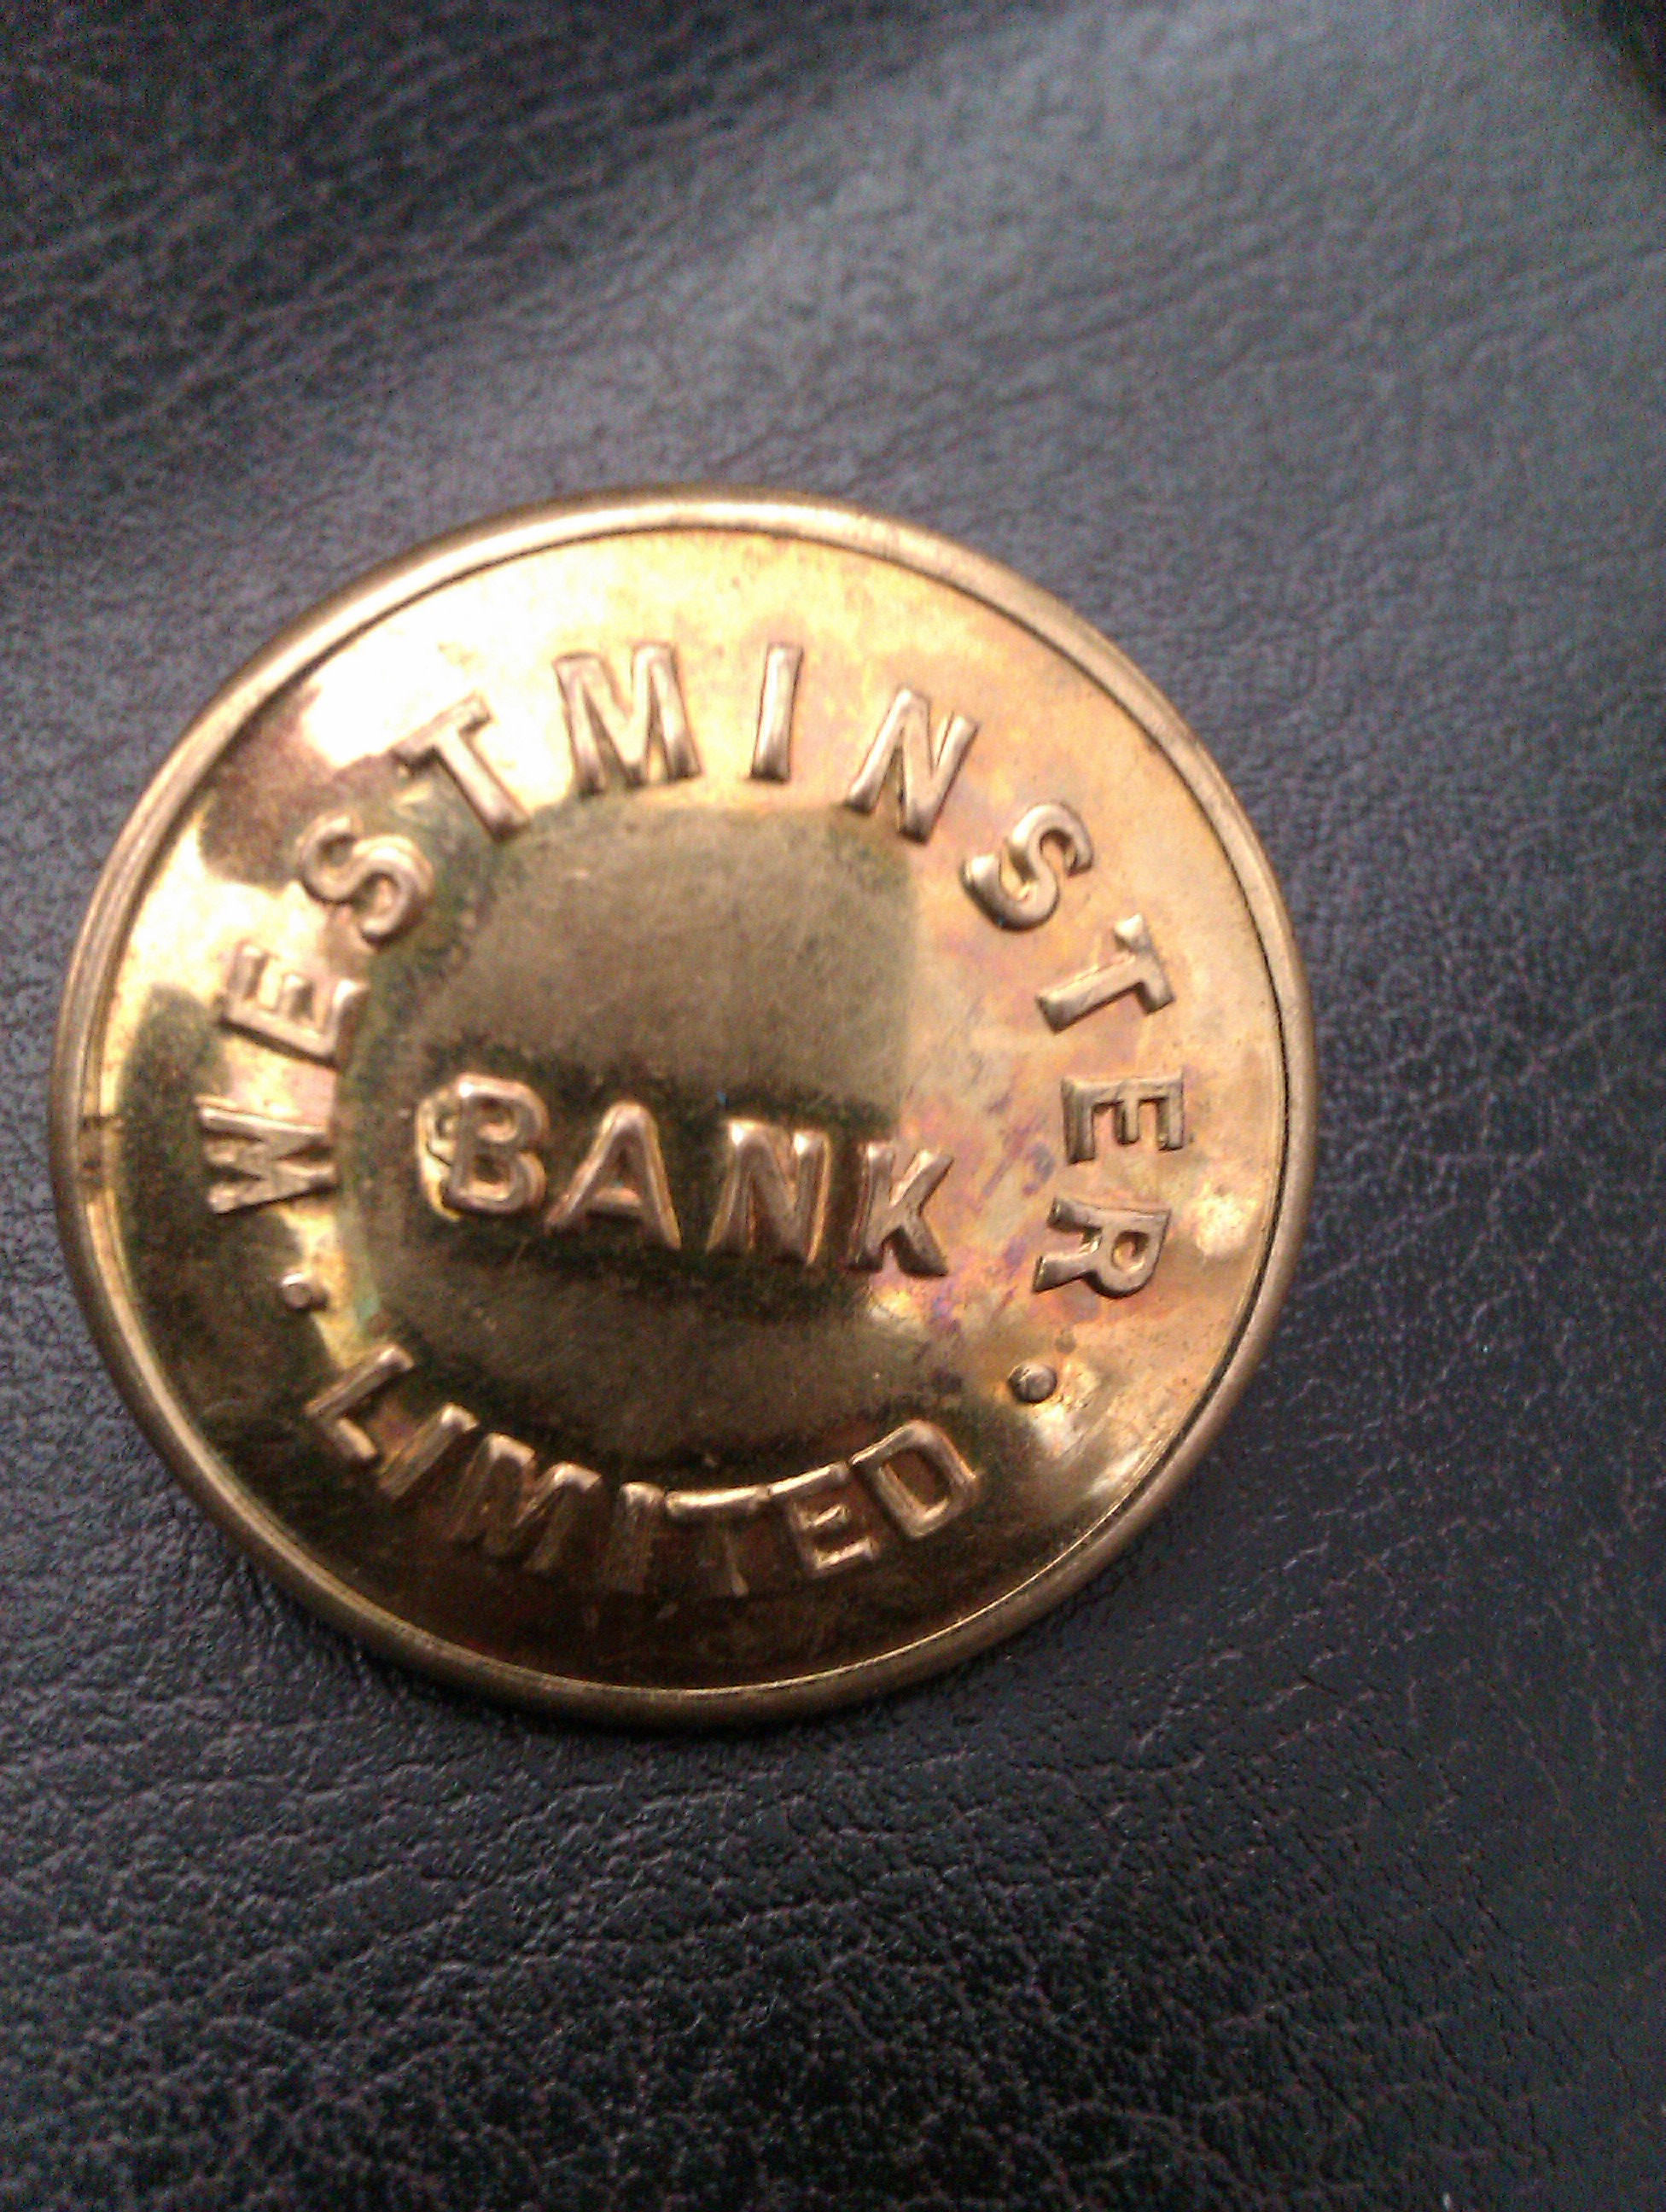 WESTMINSTER
BANK
· LIMITED ·